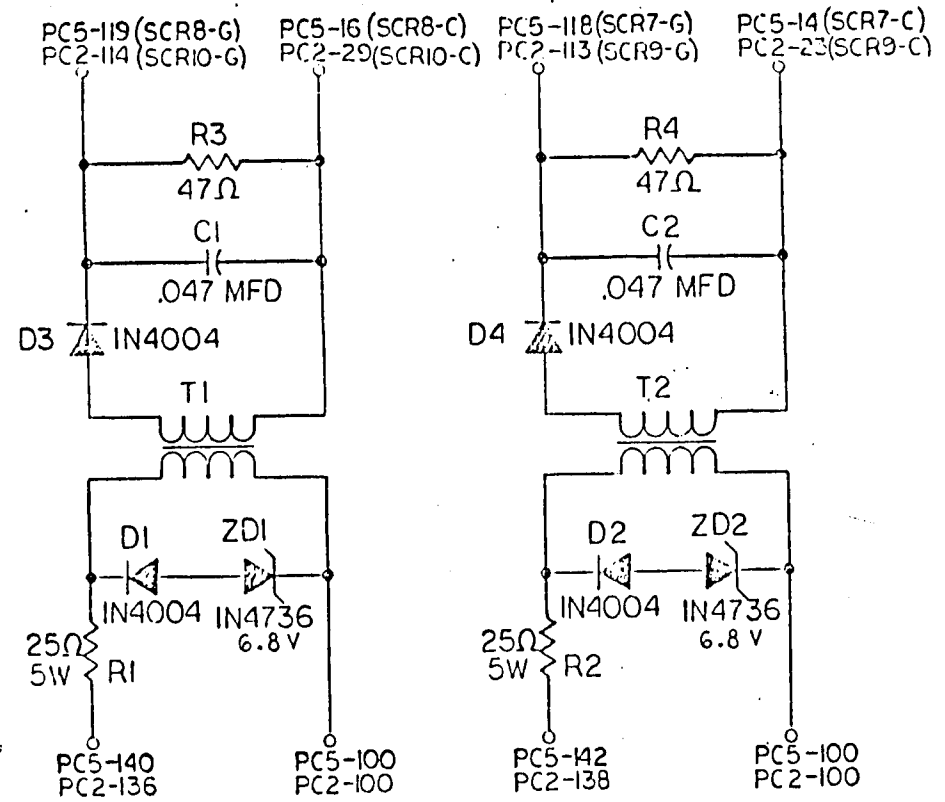 PC5-119 (SCR8-G)
PC2-114 (SCR10-G)
PC5-16 (SCR8-C)
PC2-29 (SCR10-C)
PC5-118 (SCR7-G)
PC2-113 (SCR9-G)
PC5-14 (SCR7-C)
PC2-23 (SCR9-C)
R3
47Ω
C1
.047 MFD
D3
IN4004
T1
D1
IN4004
ZD1
IN4736
6.8 V
25Ω
5W
R1
PC5-140
PC2-136
PC5-100
PC2-100
R4
47Ω
C2
.047 MFD
D4
IN4004
T2
D2
IN4004
ZD2
IN4736
6.8 V
25Ω
5W
R2
PC5-142
PC2-138
PC5-100
PC2-100